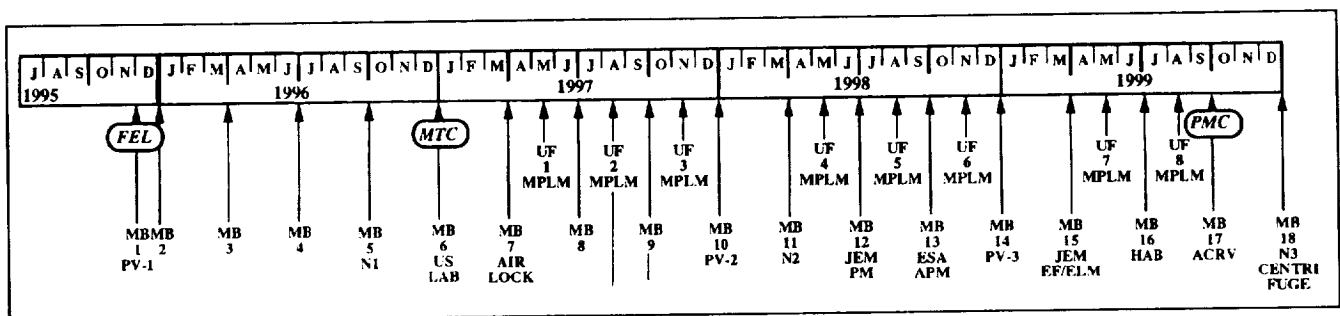 J A S O N D J F M A M J J A S O N D J F M A M J J A S O N D J F M A M J J A S O N D J F M A M J J A S O N D
1995 1996 1997 1998 1999
FEL MTC PMC
UF UF UF UF UF UF UF UF
1 2 3 4 5 6 7 8
MPLM MPLM MPLM MPLM MPLM MPLM MPLM MPLM
MB MB MB MB MB MB MB MB MB MB MB MB MB MB MB MB MB MB
1 2 3 4 5 6 7 8 9 10 11 12 13 14 15 16 17 18
PV-1 N1 US AIR PV-2 N2 JEM ESA PV-3 JEM HAB ACRV N3
LAB LOCK PM APM EF/ELM CENTRI
FUGE